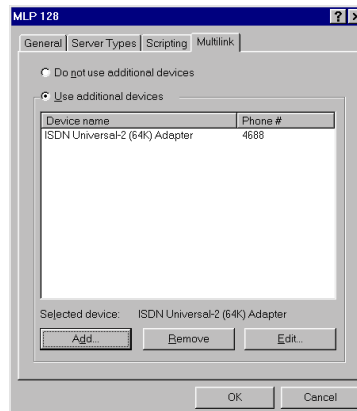 MLP 128
General Server Types Scripting Multilink
Do not use additional devices
Use additional devices
Device name Phone #
ISDN Universal-2 (64K) Adapter 4688
Selected device: ISDN Universal-2 (64K) Adapter
Add... Remove Edit...
OK Cancel